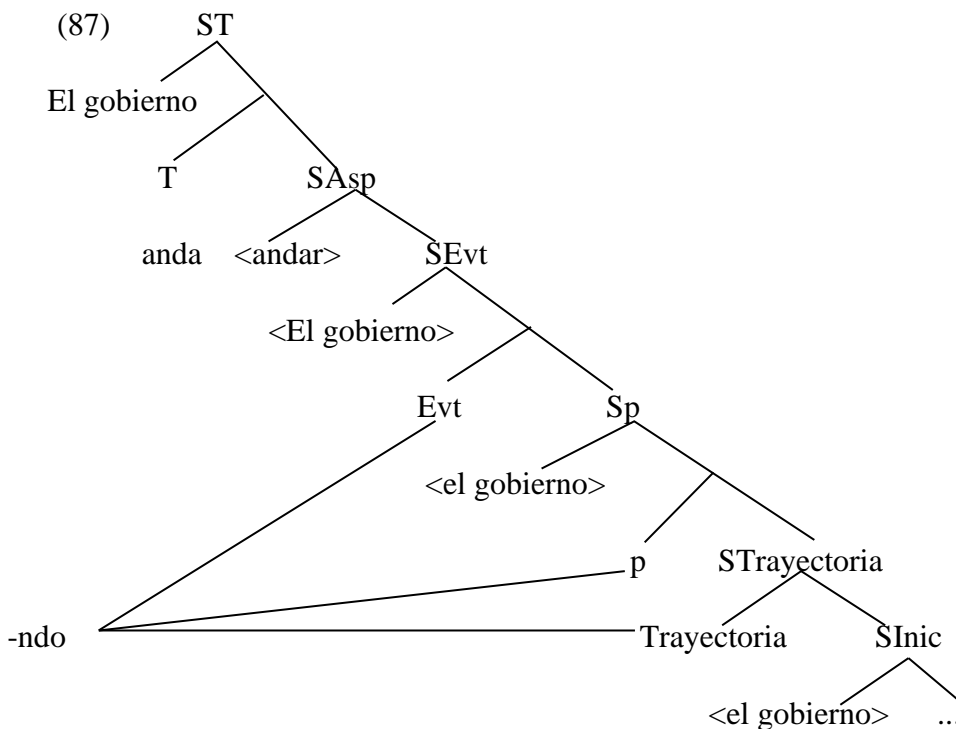 (87) ST
El gobierno
T SAsp
anda <andar> SEvt
<El gobierno>
Evt Sp
<el gobierno>
p STrayectoria
-ndo Trayectoria SInic
<el gobierno> ...